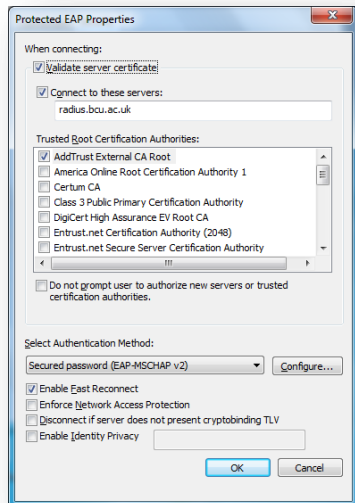 Protected EAP Properties
When connecting:
Validate server certificate
Connect to these servers:
radius.bcu.ac.uk
Trusted Root Certification Authorities:
AddTrust External CA Root
America Online Root Certification Authority 1
Certum CA
Class 3 Public Primary Certification Authority
DigiCert High Assurance EV Root CA
Entrust.net Certification Authority (2048)
Entrust.net Secure Server Certification Authority
Do not prompt user to authorize new servers or trusted
certification authorities.
Select Authentication Method:
Secured password (EAP-MSCHAP v2)
Configure...
Enable Fast Reconnect
Enforce Network Access Protection
Disconnect if server does not present cryptobinding TLV
Enable Identity Privacy
OK
Cancel